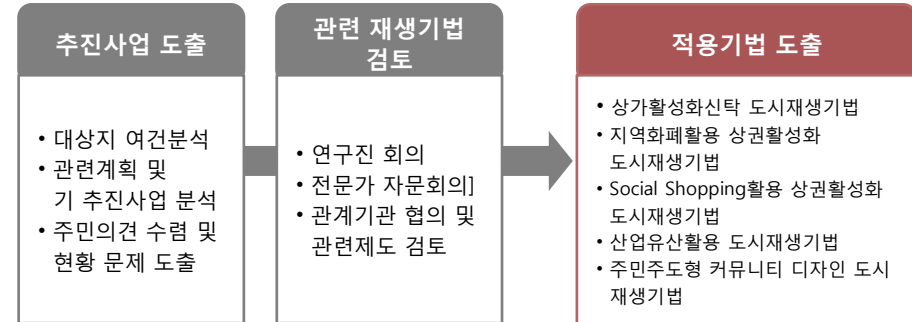 추진사업 도출
• 대상지 여건분석
• 관련계획 및
기 추진사업 분석
• 주민의견 수렴 및
현황 문제 도출
관련 재생기법
검토
• 연구진 회의
• 전문가 자문회의]
• 관계기관 협의 및
관련제도 검토
적용기법 도출
• 상가활성화신탁 도시재생기법
• 지역화폐활용 상권활성화
도시재생기법
• Social Shopping활용 상권활성화
도시재생기법
• 산업유산활용 도시재생기법
• 주민주도형 커뮤니티 디자인 도시
재생기법